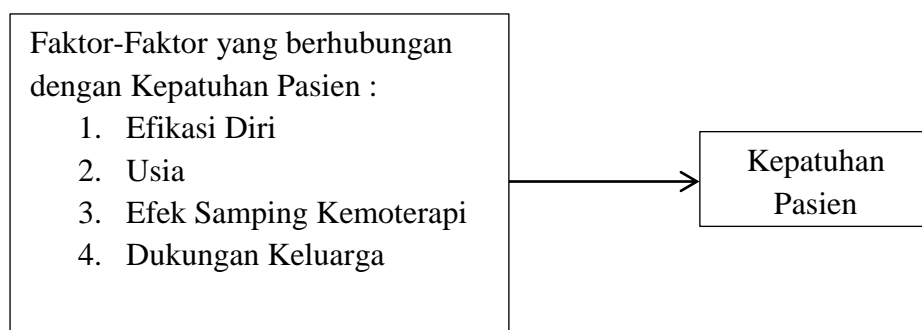 Faktor-Faktor yang berhubungan
dengan Kepatuhan Pasien :
1. Efikasi Diri
2. Usia
3. Efek Samping Kemoterapi
4. Dukungan Keluarga
Kepatuhan
Pasien